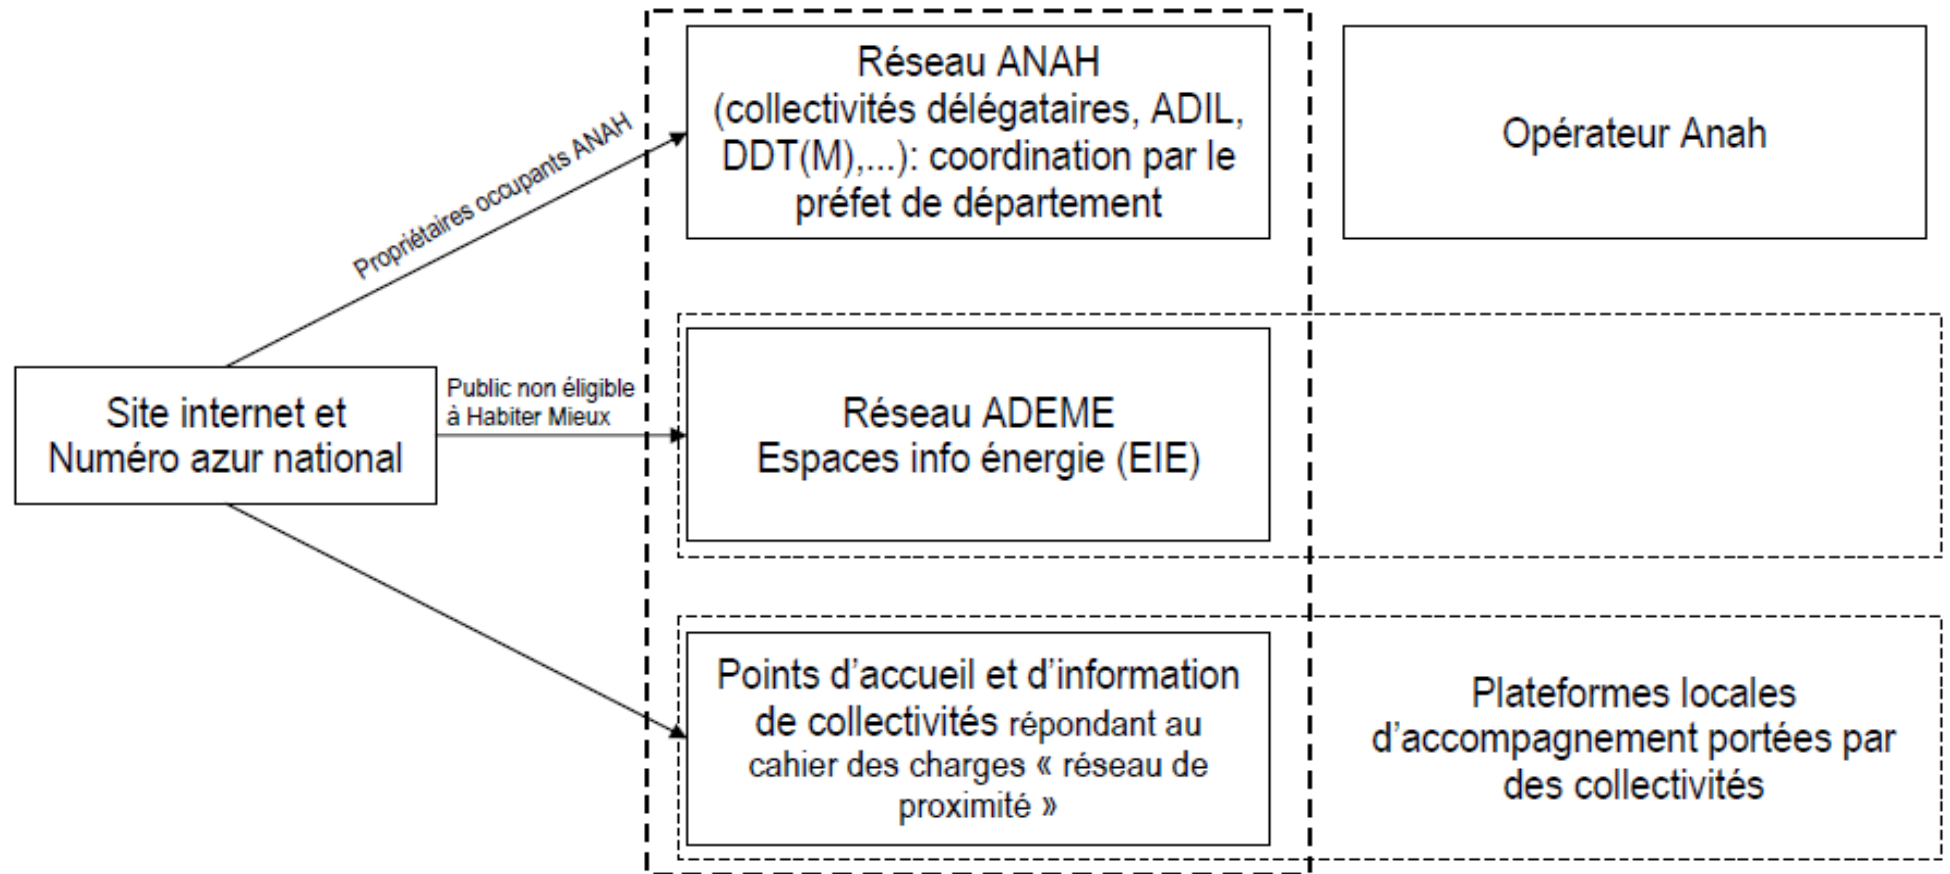 Réseau ANAH
(collectivités délégataires, ADIL,
DDT(M),...): coordination par le
préfet de département
Opérateur Anah
Propriétaires occupants ANAH
Site internet et
Numéro azur national
Public non éligible
à Habiter Mieux
Réseau ADEME
Espaces info énergie (EIE)
Points d’accueil et d’information
de collectivités répondant au
cahier des charges « réseau de
proximité »
Plateformes locales
d’accompagnement portées par
des collectivités